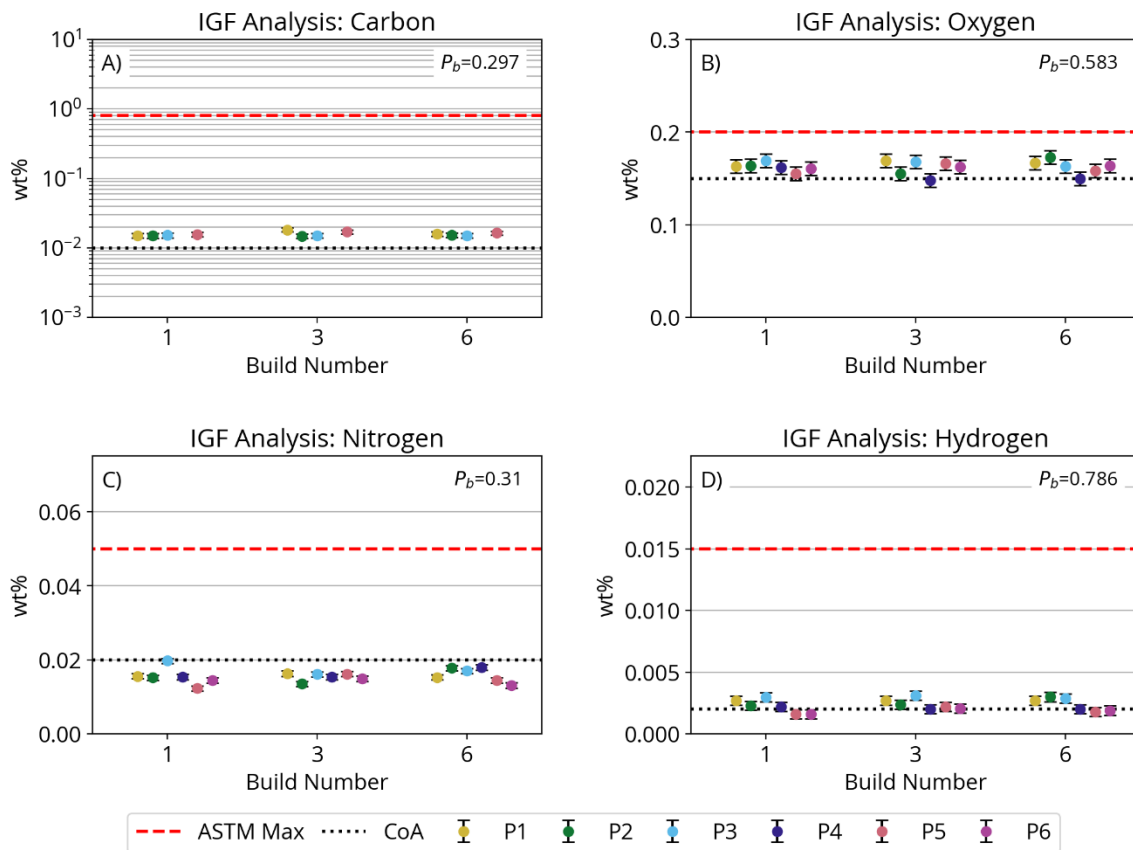 IGF Analysis: Carbon
A)
P_b=0.297
10^1
10^0
10^−1
10^−2
10^−3
wt%
1 3 6
Build Number
IGF Analysis: Oxygen
B)
P_b=0.583
0.3
0.2
0.1
0.0
wt%
1 3 6
Build Number
IGF Analysis: Nitrogen
C)
P_b=0.31
0.06
0.04
0.02
0.00
wt%
1 3 6
Build Number
IGF Analysis: Hydrogen
D)
P_b=0.786
0.020
0.015
0.010
0.005
0.000
wt%
1 3 6
Build Number
ASTM Max CoA P1 P2 P3 P4 P5 P6